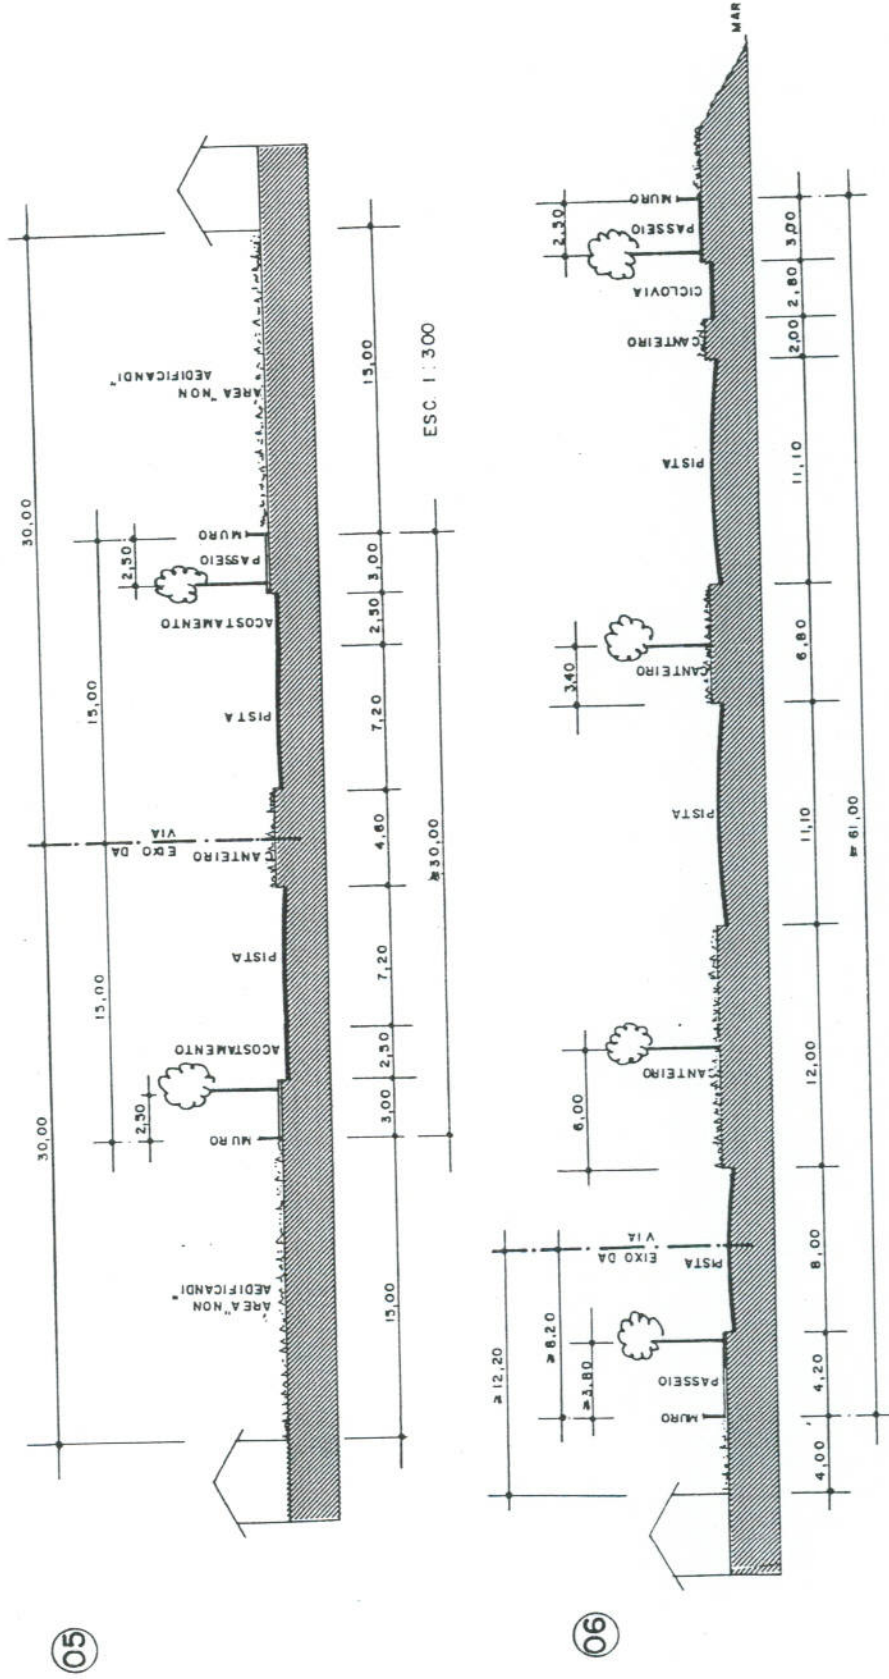 05
30,00
30,00
15,00
15,00
2,50
2,50
ÁREA "NON
AEDIFICANDI"
MURO
ACOSTAMENTO
PISTA
CANTEIRO
EIXO DA
VIA
PISTA
ACOSTAMENTO
PASSEIO
MURO
ÁREA "NON
AEDIFICANDI"
15,00
3,00
2,50
7,20
4,60
7,20
2,50
3,00
15,00
≥30,00
ESC. 1:300
06
≥12,20
≥8,20
≥3,80
6,00
3,40
2,50
MURO
PASSEIO
PISTA
EIXO DA
VIA
CANTEIRO
PISTA
CANTEIRO
PISTA
CANTEIRO
CICLOVIA
PASSEIO
MURO
MAR
4,00
4,20
8,00
12,00
11,10
6,80
11,10
2,00
2,80
3,00
61,00